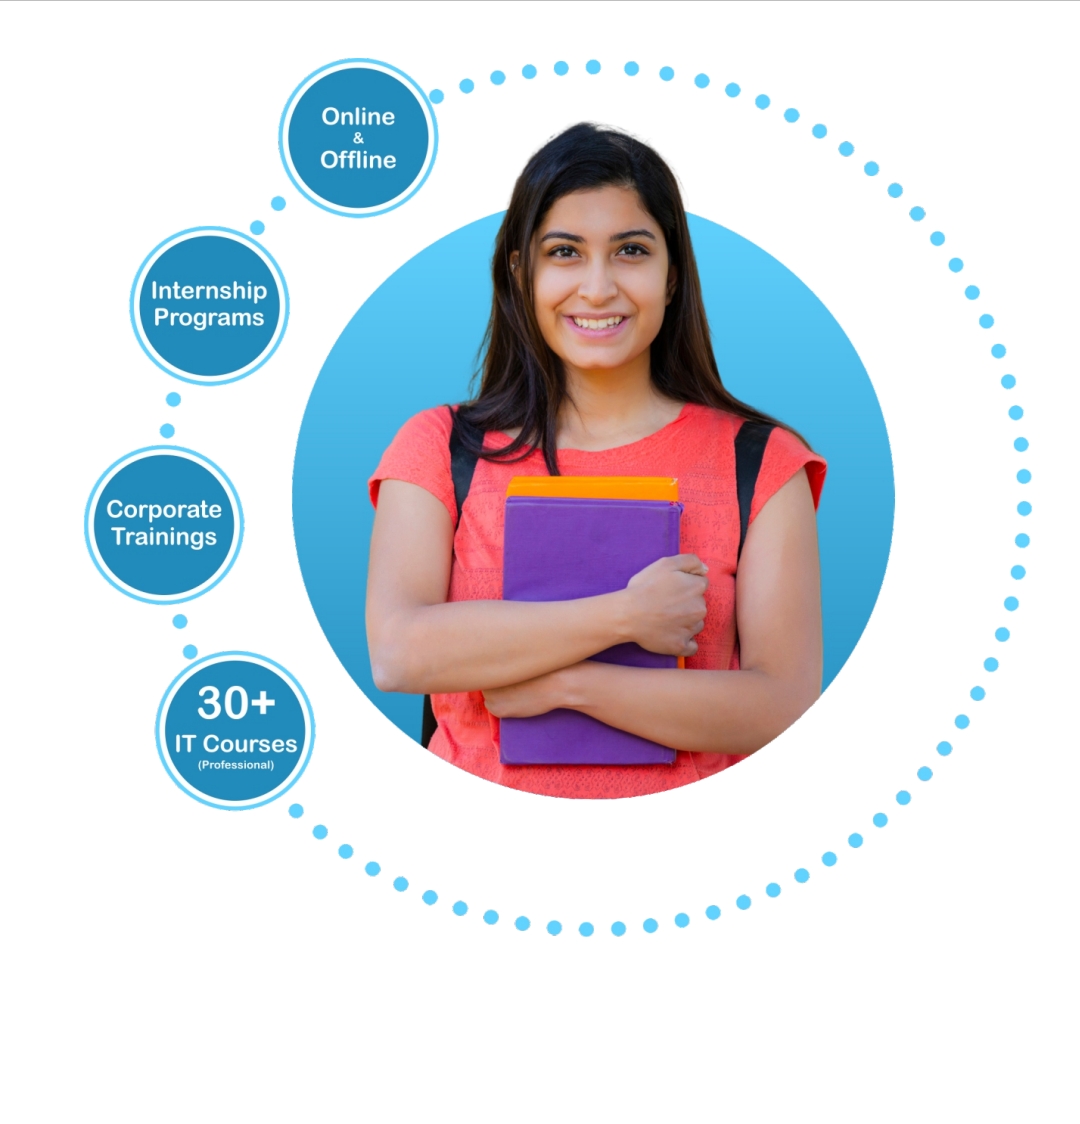 Online
&
Offline
Internship
Programs
Corporate
Trainings
30+
IT Courses
(Professional)